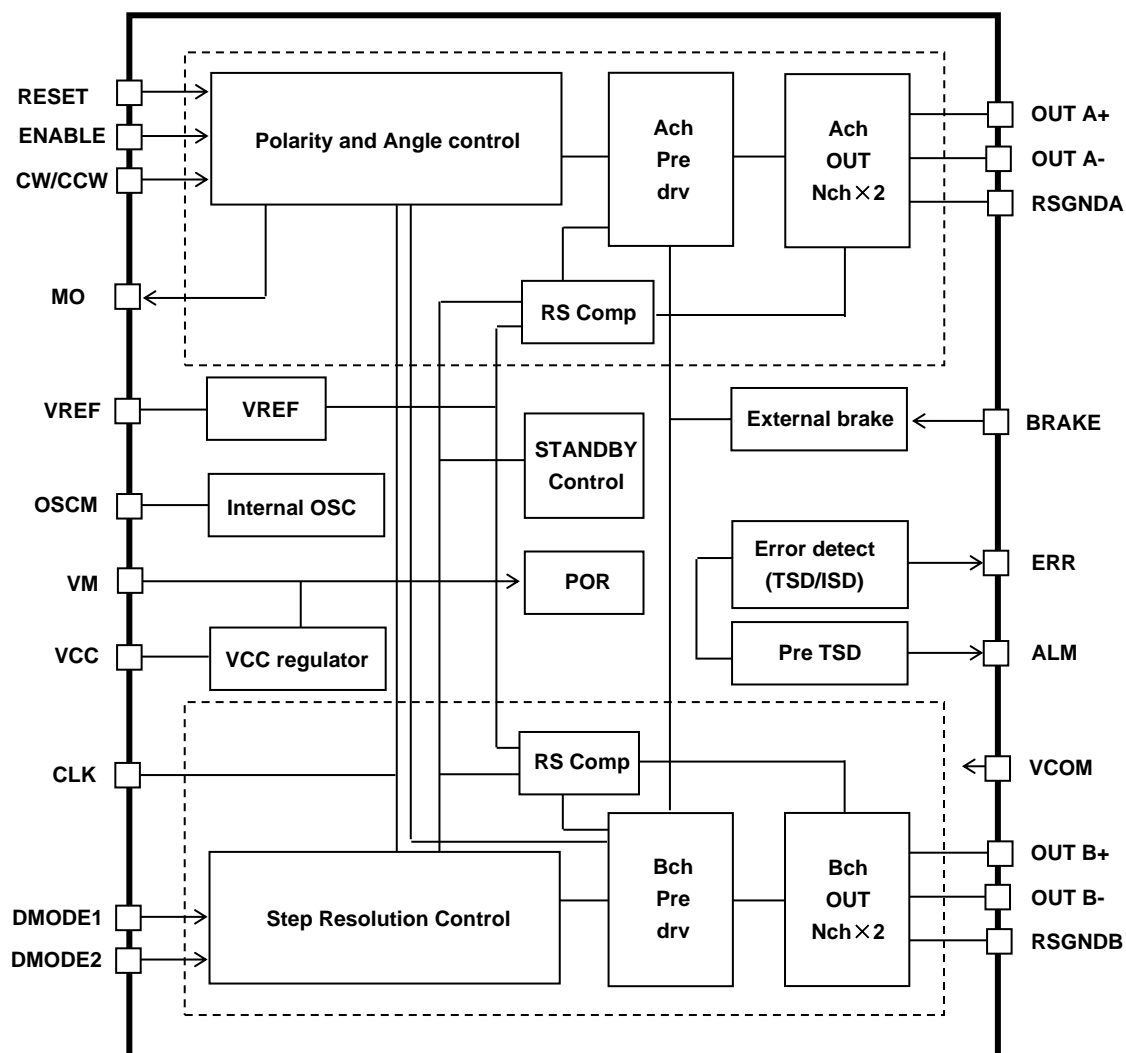 RESET
ENABLE
CW/CCW
MO
VREF
OSCM
VM
VCC
CLK
DMODE1
DMODE2
Polarity and Angle control
Ach
Pre
drv
Ach
OUT
Nch×2
RS Comp
VREF
STANDBY
Control
External brake
Internal OSC
POR
Error detect
(TSD/ISD)
VCC regulator
Pre TSD
RS Comp
Step Resolution Control
Bch
Pre
drv
Bch
OUT
Nch×2
OUT A+
OUT A-
RSGNDA
BRAKE
ERR
ALM
VCOM
OUT B+
OUT B-
RSGNDB